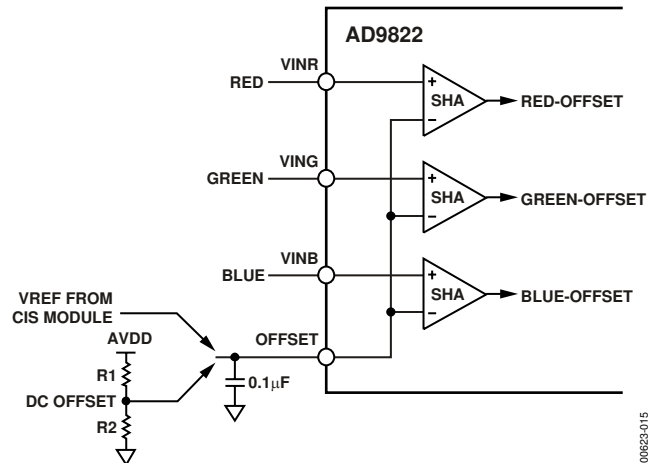 AD9822
VINR
RED
+
SHA
−
RED-OFFSET
VING
GREEN
+
SHA
−
GREEN-OFFSET
VINB
BLUE
+
SHA
−
BLUE-OFFSET
VREF FROM
CIS MODULE
AVDD
OFFSET
R1
0.1µF
DC OFFSET
R2
00623-015